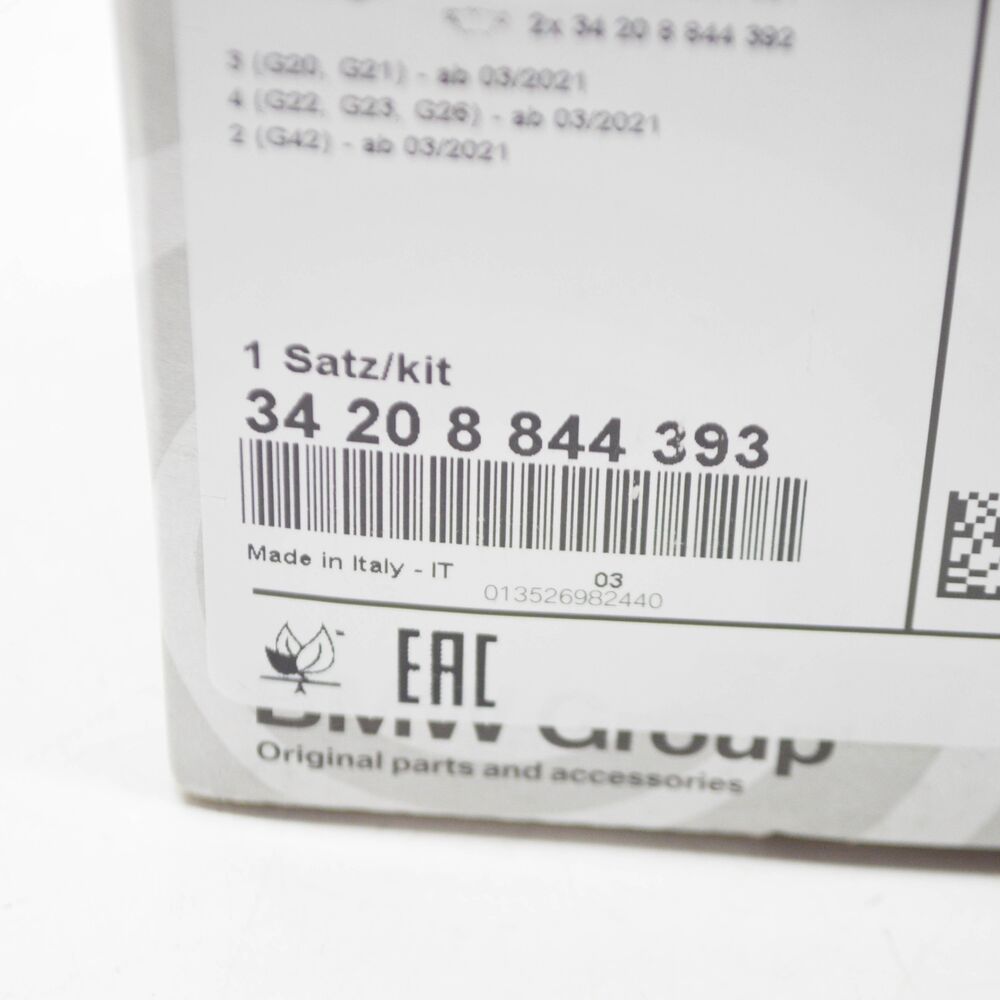 2x 34 20 8 844 392
3 (G20, G21) - ab 03/2021
4 (G22, G23, G26) - ab 03/2021
2 (G42) - ab 03/2021
1 Satz/kit
34 20 8 844 393
Made in Italy - IT
03
013526982440
EAC
BMW Group
Original parts and accessories